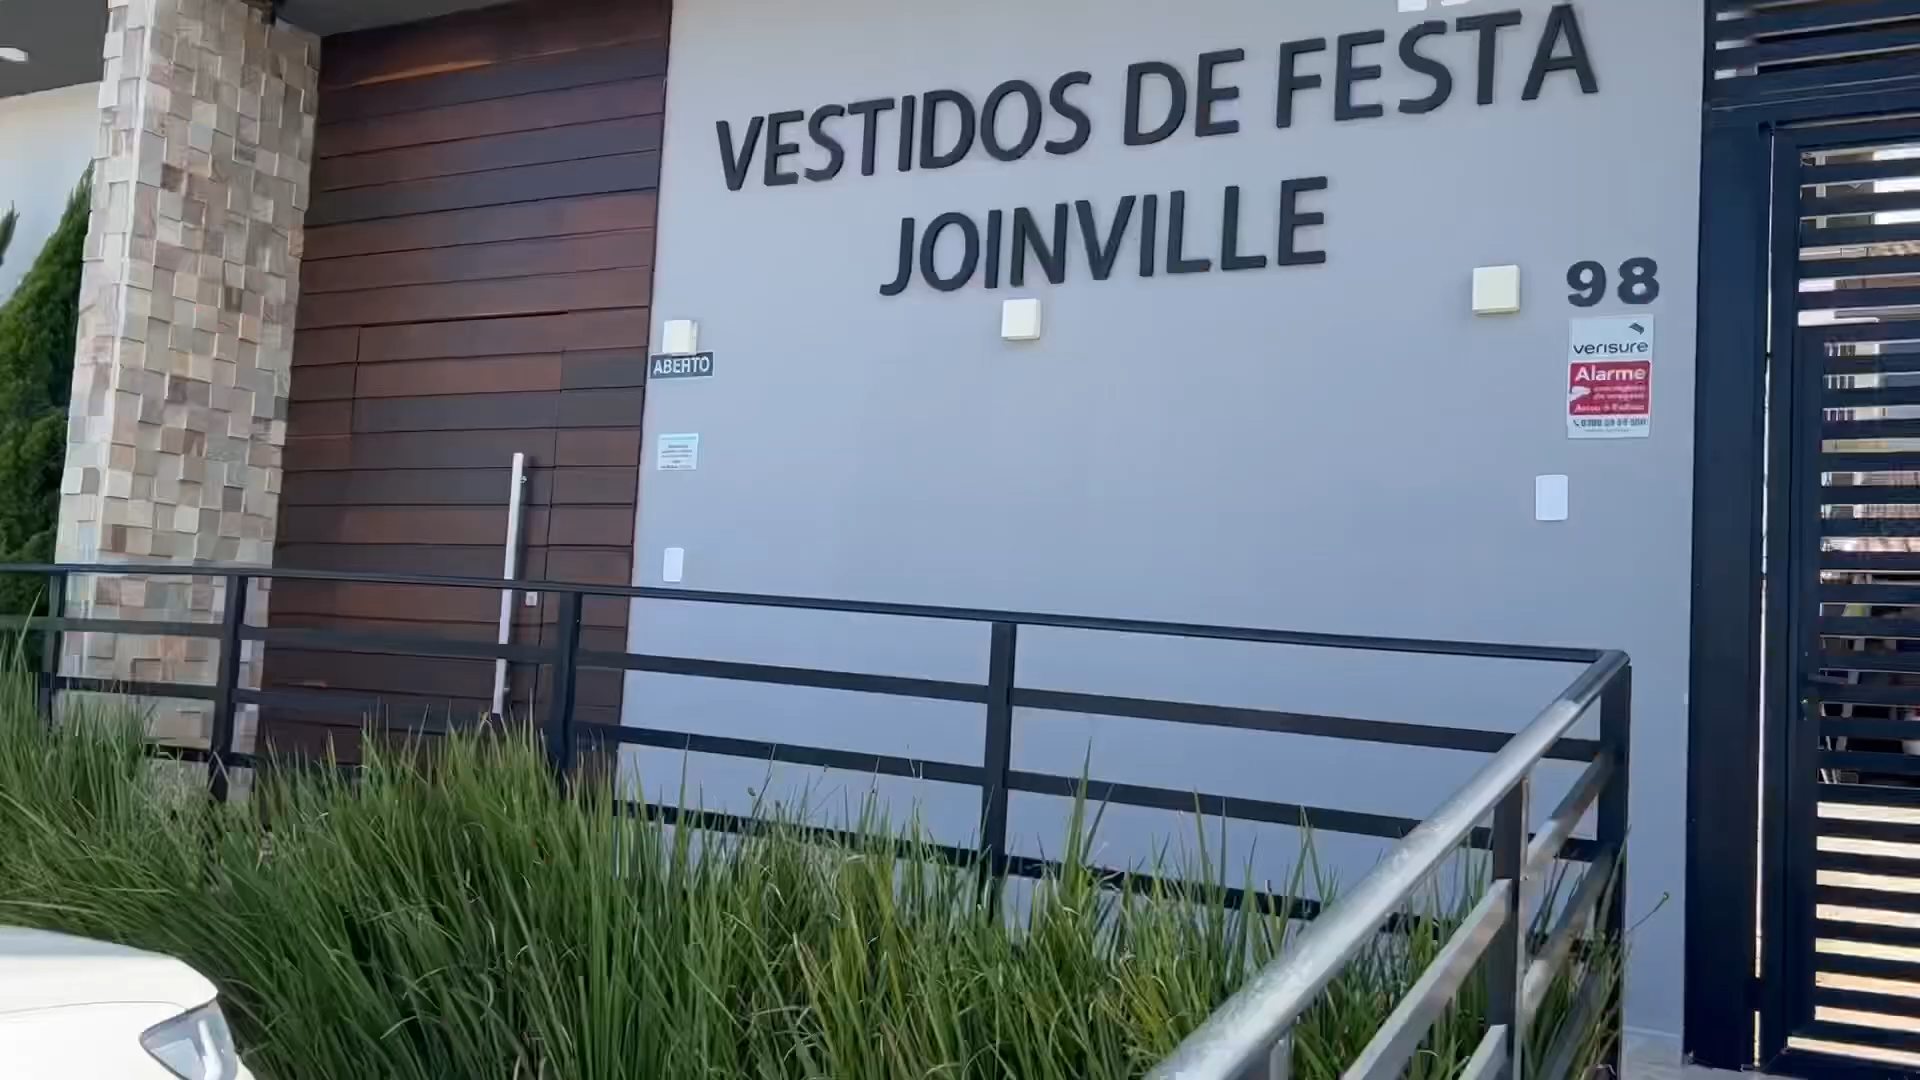 VESTIDOS DE FESTA
JOINVILLE
98
ABERTO
verisure
Alarme